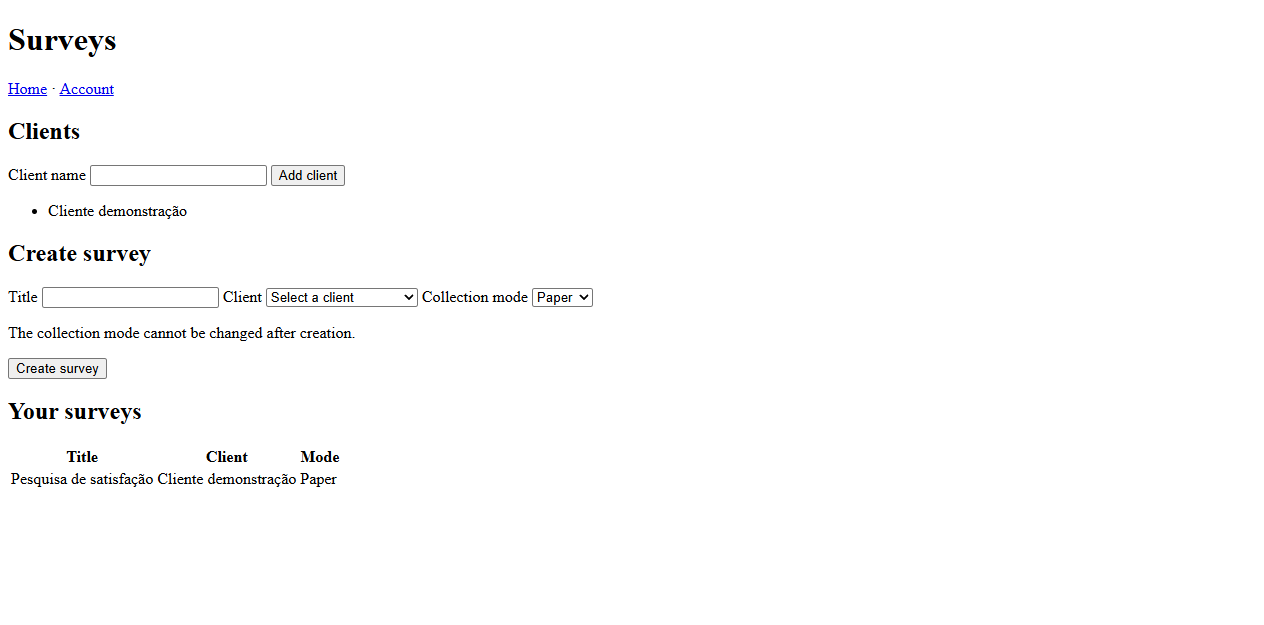 Surveys
Home · Account
Clients
Client name Add client
Cliente demonstração
Create survey
Title Client Select a client Collection mode Paper
The collection mode cannot be changed after creation.
Create survey
Your surveys
Title Client Mode
Pesquisa de satisfação Cliente demonstração Paper